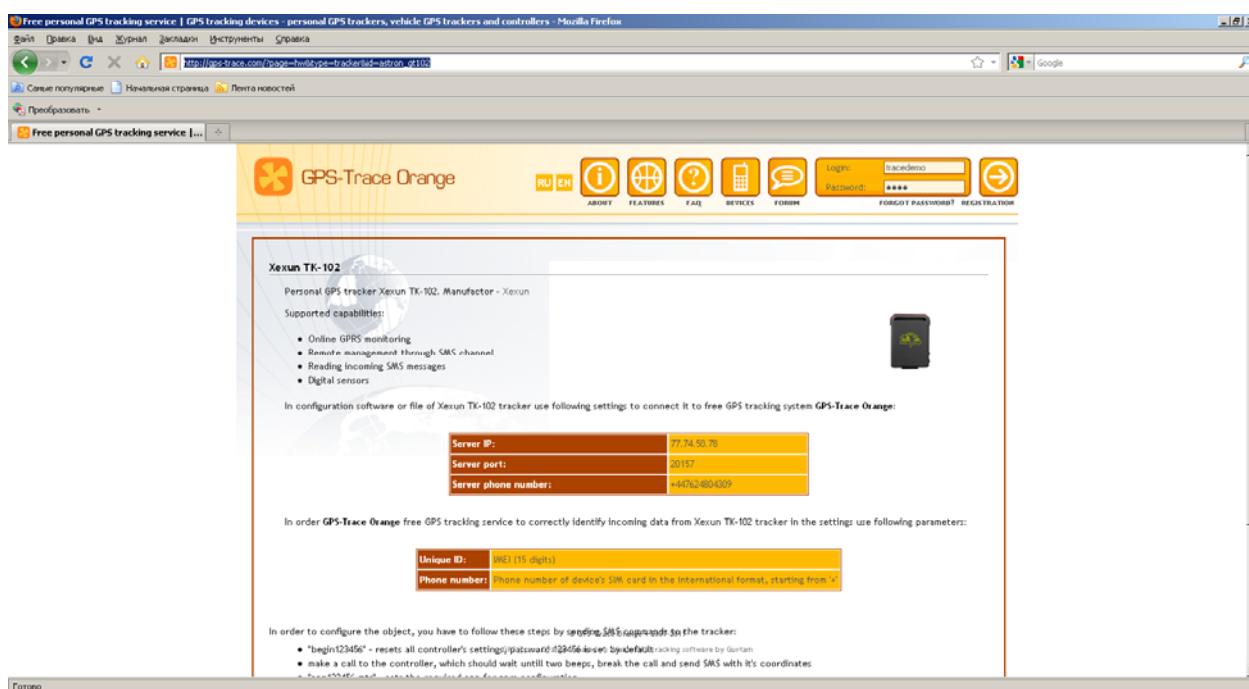 Free personal GPS tracking service | GPS tracking devices - personal GPS trackers, vehicle GPS trackers and controllers - Mozilla Firefox
Файл Правка Вид Журнал Закладки Инструменты Справка
http://gps-trace.com/?page=hw&type=tracker&id=astron_gt102
Google
Самые популярные Начальная страница Лента новостей
Преобразовать
Free personal GPS tracking service |...
GPS-Trace Orange
RU EN
ABOUT FEATURES FAQ DEVICES FORUM
Login: tracedemo
Password: ••••
FORGOT PASSWORD? REGISTRATION
Xexun TK-102
Personal GPS tracker Xexun TK-102. Manufactor - Xexun
Supported capabilities:
• Online GPRS monitoring
• Remote management through SMS channel
• Reading incoming SMS messages
• Digital sensors
In configuration software or file of Xexun TK-102 tracker use following settings to connect it to free GPS tracking system GPS-Trace Orange:
Server IP: 77.74.50.78
Server port: 20157
Server phone number: +447624804309
In order GPS-Trace Orange free GPS tracking service to correctly identify incoming data from Xexun TK-102 tracker in the settings use following parameters:
Unique ID: IMEI (15 digits)
Phone number: Phone number of device's SIM card in the international format, starting from '+'
In order to configure the object, you have to follow these steps by sending SMS commands to the tracker:
• "begin123456" - resets all controller's settings, password 123456 is set by default
tracking software by Gurtam
• make a call to the controller, which should wait untill two beeps, break the call and send SMS with it's coordinates
Готово